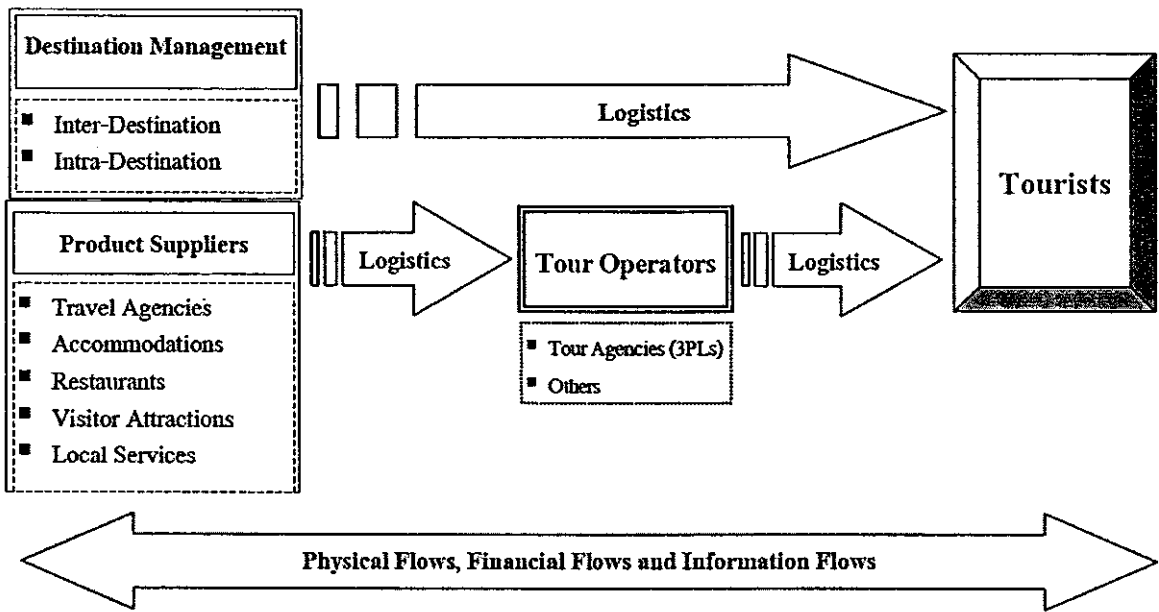 Destination Management
Inter-Destination
Intra-Destination
Logistics
Tourists
Product Suppliers
Travel Agencies
Accommodations
Restaurants
Visitor Attractions
Local Services
Logistics
Tour Operators
Tour Agencies (3PLs)
Others
Logistics
Physical Flows, Financial Flows and Information Flows